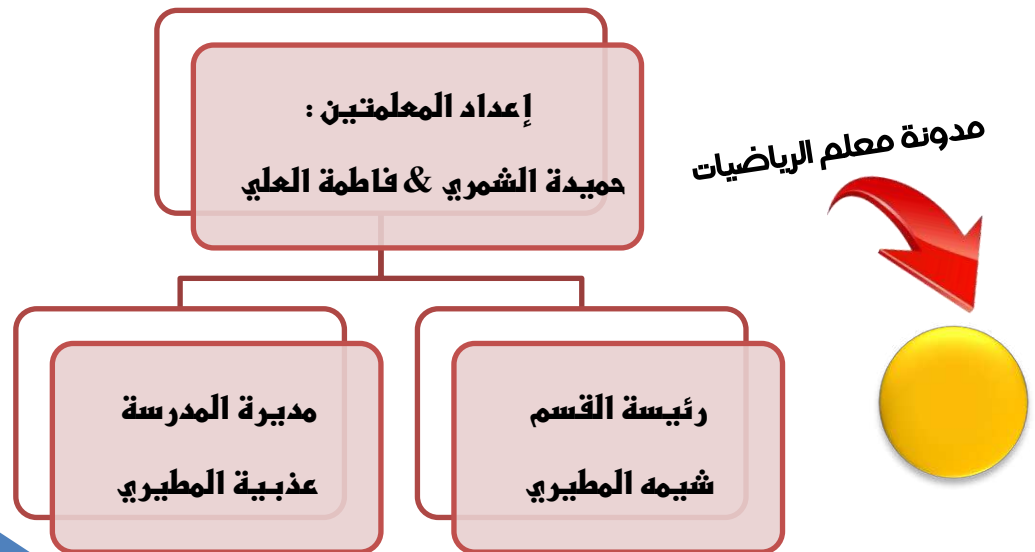 إعداد المعلمتين :
حميدة الشمري & فاطمة العلي
مدونة معلم الرياضيات
رئيسة القسم
شيمه المطيري
مديرة المدرسة
عذبية المطيري